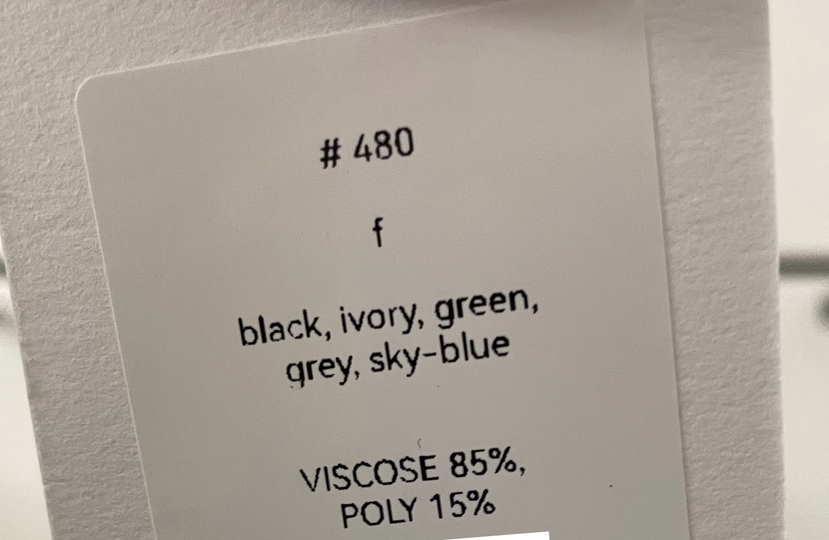 # 480
f
black, ivory, green,
grey, sky-blue
VISCOSE 85%,
POLY 15%